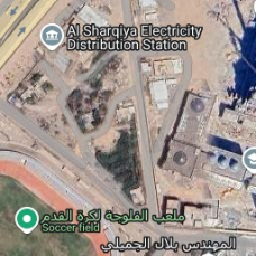 Al Sharqiya Electricity
Distribution Station
ملعب الفلوجة لكرة القدم
Soccer field
المهندس بلال الجميلي